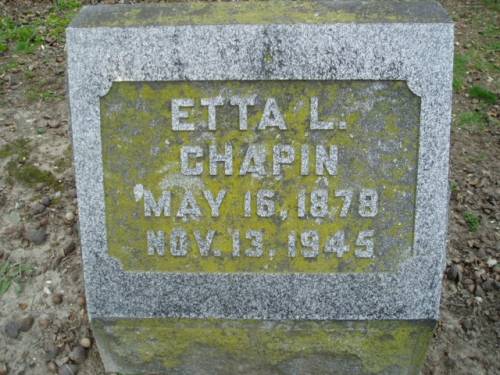 ETTA L.
CHAPIN
MAY 16, 1878
NOV. 13, 1945